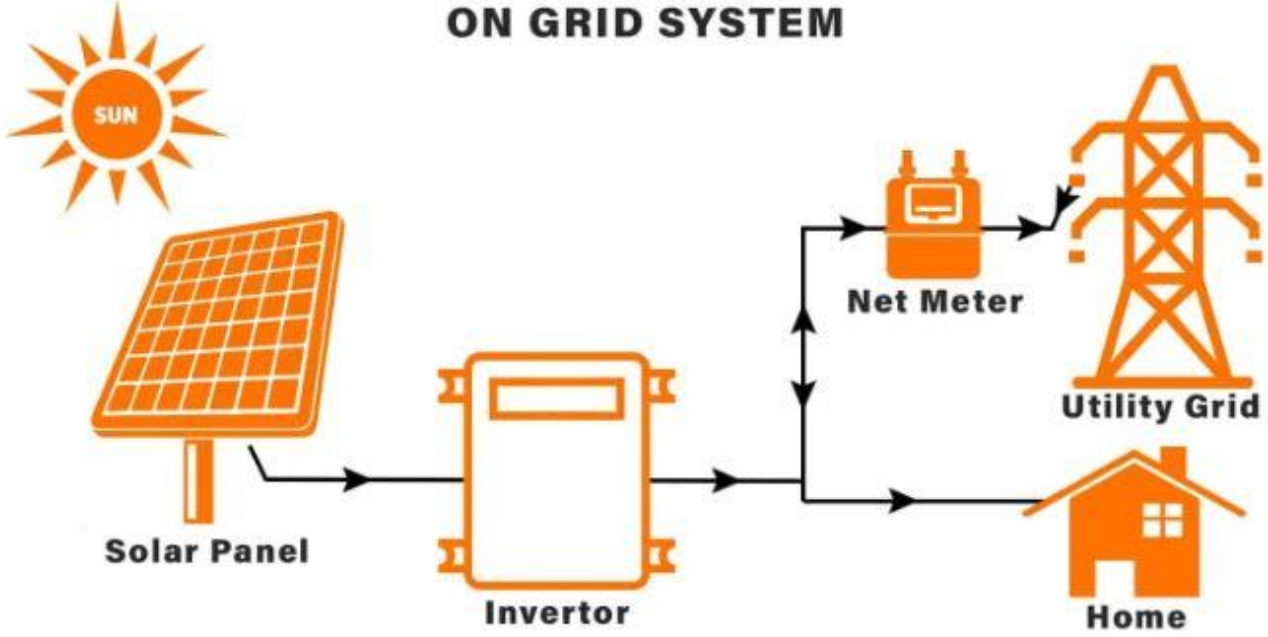 ON GRID SYSTEM
SUN
Net Meter
Utility Grid
Solar Panel
Invertor
Home